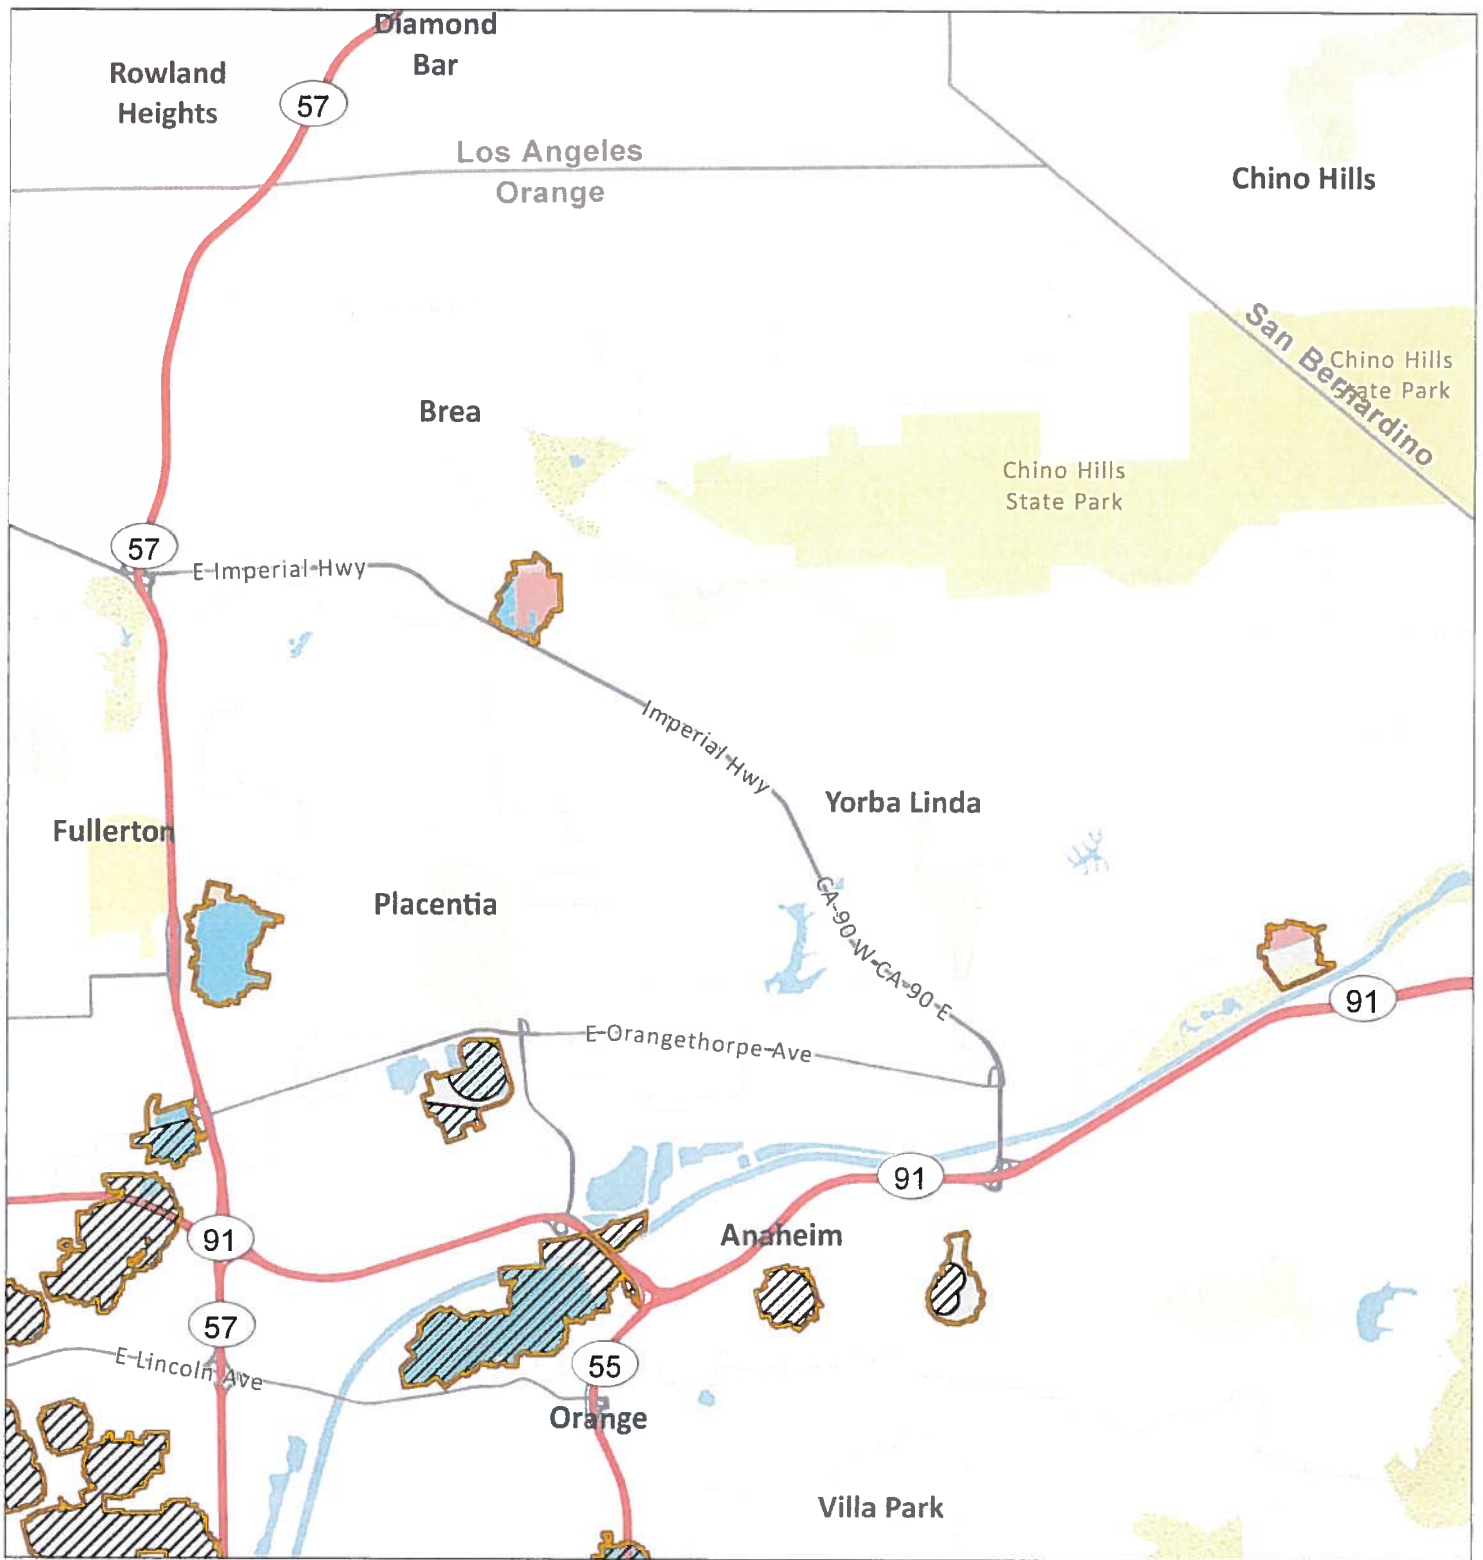 Diamond
Bar
Rowland
Heights
57
Los Angeles
Orange
Chino Hills
San Bernardino
Chino Hills
State Park
Brea
Chino Hills
State Park
57
E Imperial Hwy
Imperial Hwy
Yorba Linda
Fullerton
Placentia
CA-90 W-CA-90 E
91
E Orangethorpe Ave
91
Anaheim
91
57
E Lincoln Ave
55
Orange
Villa Park